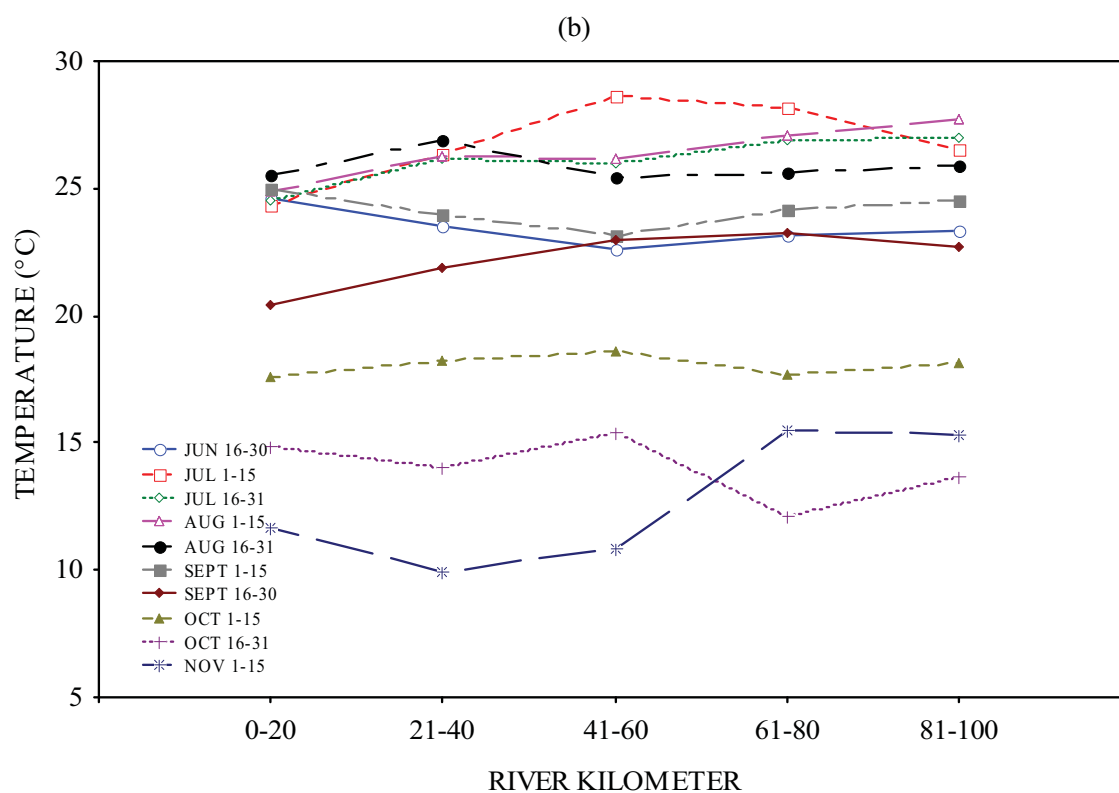 (b)
30
25
20
15
10
5
TEMPERATURE (°C)
JUN 16-30
JUL 1-15
JUL 16-31
AUG 1-15
AUG 16-31
SEPT 1-15
SEPT 16-30
OCT 1-15
OCT 16-31
NOV 1-15
0-20 21-40 41-60 61-80 81-100
RIVER KILOMETER